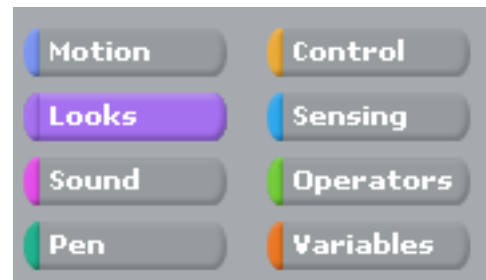 Motion Control
Looks Sensing
Sound Operators
Pen Variables